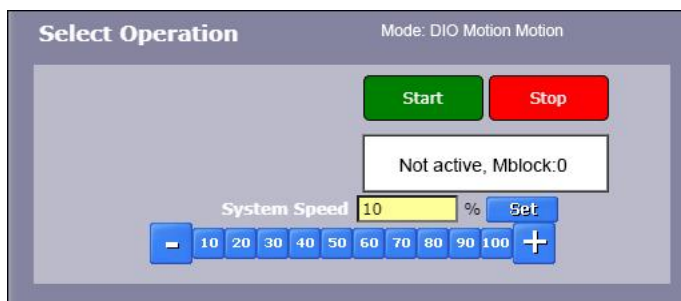 Select Operation Mode: DIO Motion Motion
Start Stop
Not active, Mblock:0
System Speed 10 % Set
- 10 20 30 40 50 60 70 80 90 100 +